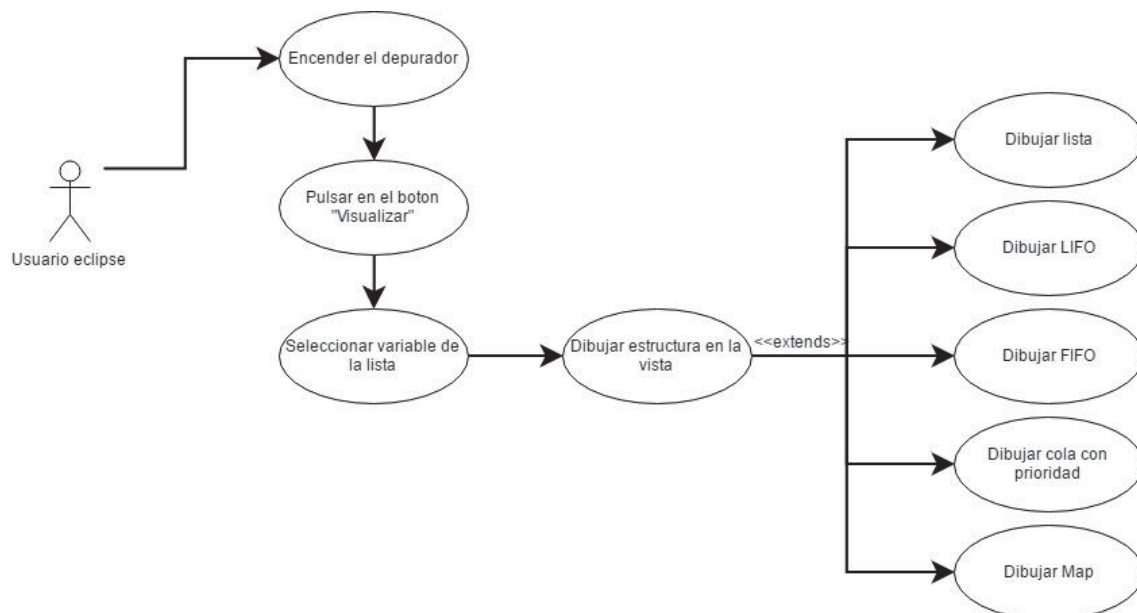 Encender el depurador
Pulsar en el boton
"Visualizar"
Usuario eclipse
Seleccionar variable de
la lista
Dibujar estructura en la
vista
<<extends>>
Dibujar lista
Dibujar LIFO
Dibujar FIFO
Dibujar cola con
prioridad
Dibujar Map